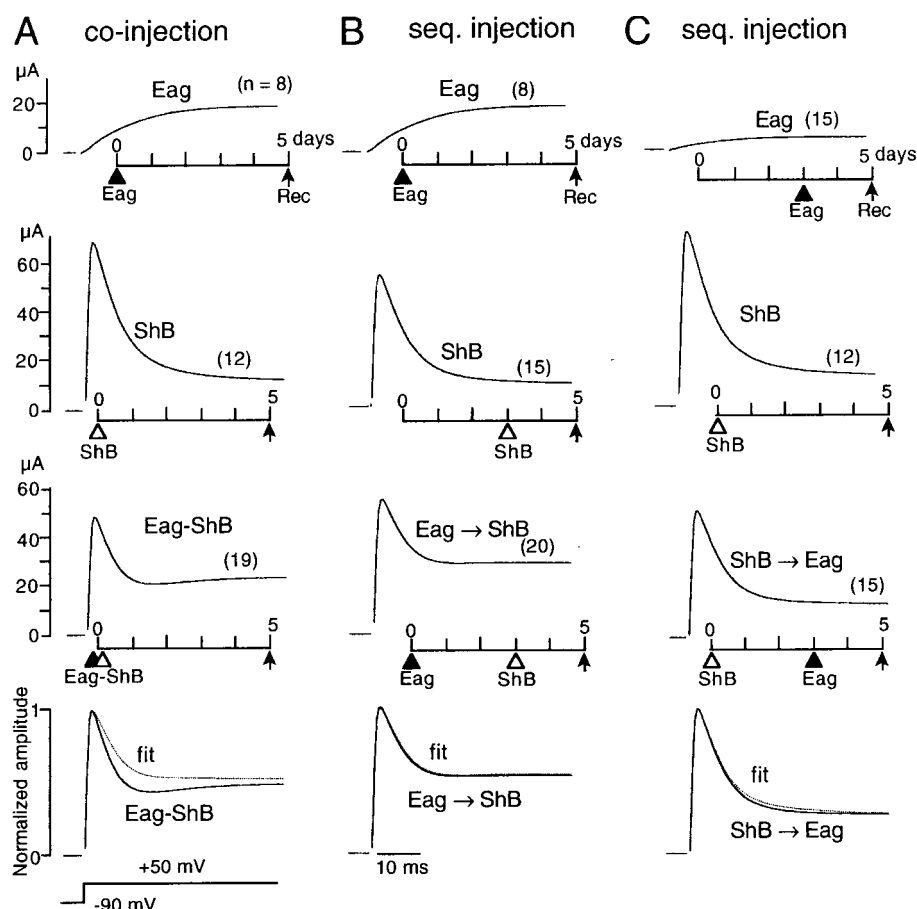 A co-injection
B seq. injection
C seq. injection
µA
20
0
Eag (n = 8)
0 5 days
Eag Rec
Eag (8)
0 5 days
Eag Rec
Eag (15)
0 5 days
Eag Rec
µA
60
40
20
0
ShB
(12)
0 5
ShB
ShB
(15)
0 5
ShB
ShB
(12)
0 5
ShB
µA
60
40
20
0
Eag-ShB
(19)
0 5
Eag-ShB
Eag → ShB
(20)
0 5
Eag ShB
ShB → Eag
(15)
0 5
ShB Eag
Normalized amplitude
1
0
fit
Eag-ShB
fit
Eag → ShB
10 ms
fit
ShB → Eag
+50 mV
-90 mV